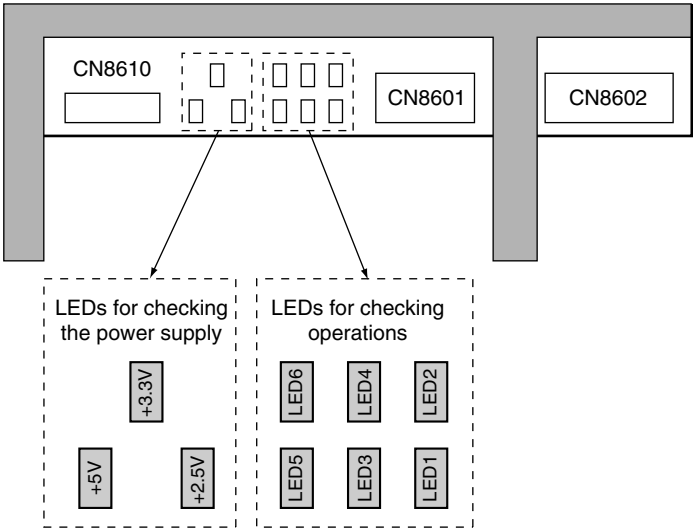 CN8610
CN8601
CN8602
LEDs for checking
the power supply
+3.3V
+5V
+2.5V
LEDs for checking
operations
LED6
LED4
LED2
LED5
LED3
LED1